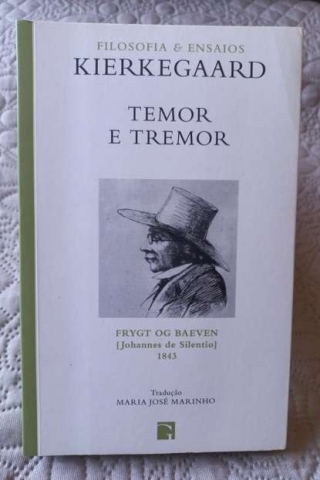 FILOSOFIA & ENSAIOS
KIERKEGAARD
TEMOR
E TREMOR
FRYGT OG BAEVEN
[Johannes de Silentio]
1843
Tradução
MARIA JOSÉ MARINHO